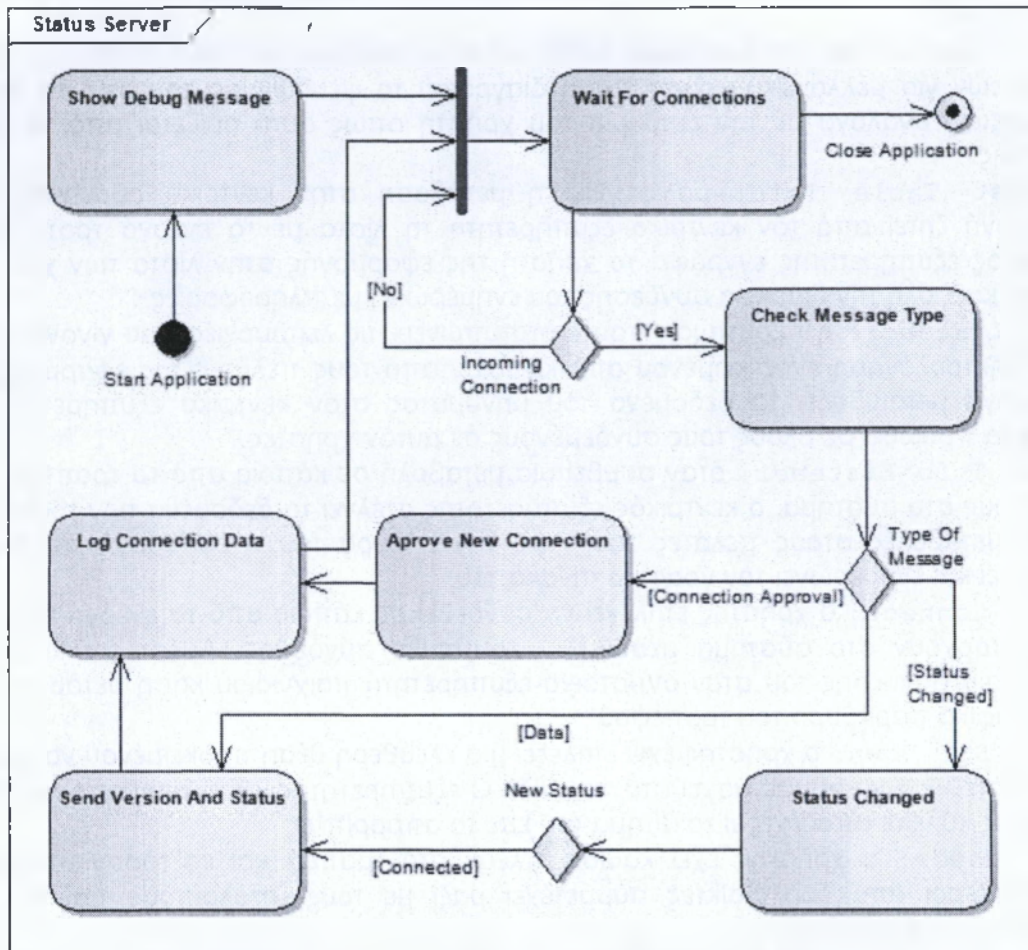 Status Server
Show Debug Message
Wait For Connections
Close Application
[No]
[Yes]
Check Message Type
Incoming
Connection
Start Application
Log Connection Data
Aprove New Connection
Type Of
Message
[Connection Approval]
[Status
Changed]
[Data]
Send Version And Status
New Status
Status Changed
[Connected]